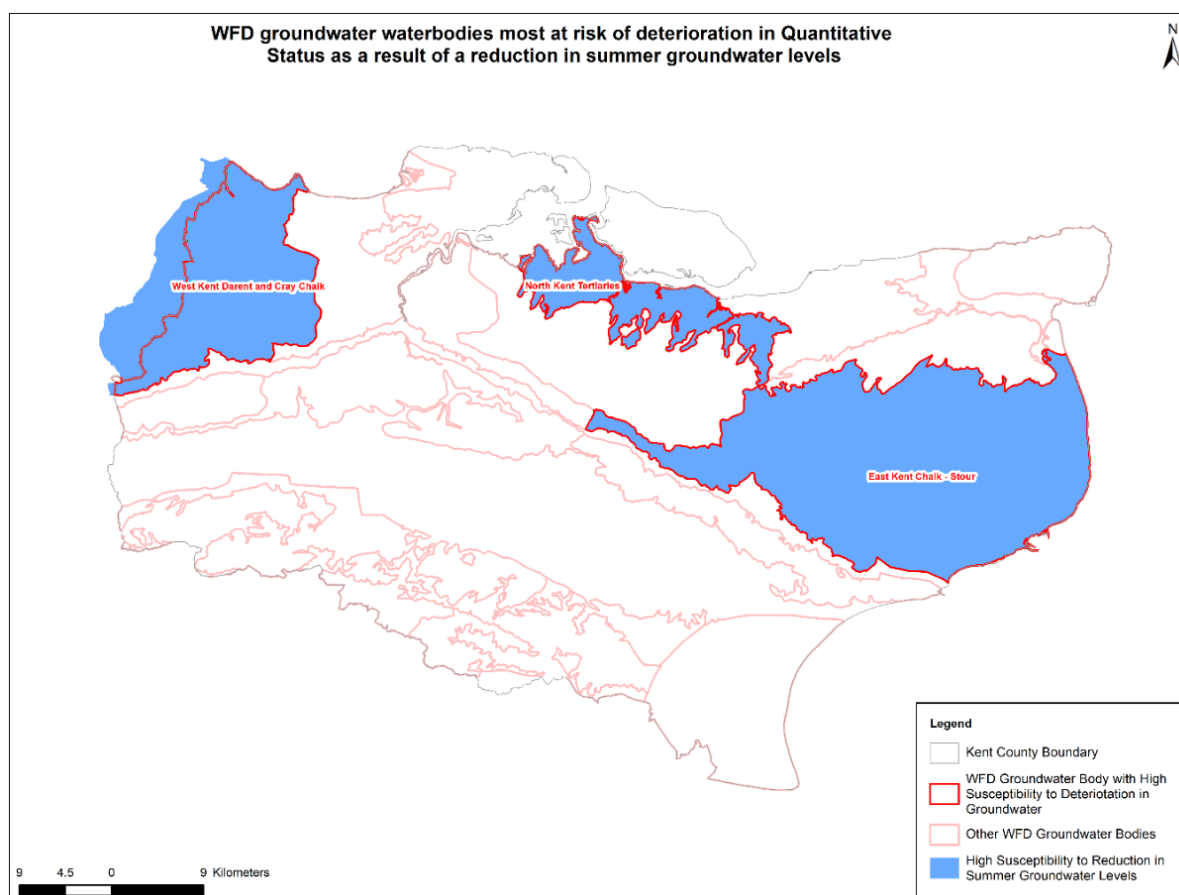 WFD groundwater waterbodies most at risk of deterioration in Quantitative
Status as a result of a reduction in summer groundwater levels
N
West Kent Darent and Cray Chalk
North Kent Tertiaries
East Kent Chalk - Stour
Legend
Kent County Boundary
WFD Groundwater Body with High
Susceptibility to Deteriotation in
Groundwater
Other WFD Groundwater Bodies
High Susceptibility to Reduction in
Summer Groundwater Levels
9 4.5 0 9 Kilometers